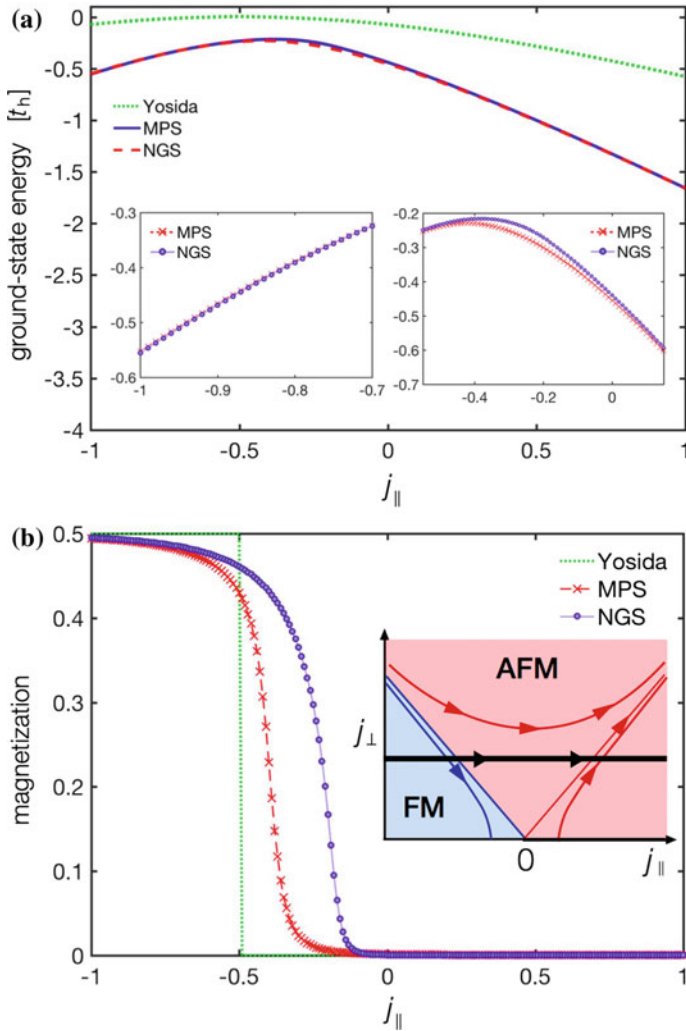 (a)
0
-0.5
-1
-1.5
-2
-2.5
-3
-3.5
-4
ground-state energy [t_h]
Yosida
MPS
NGS
-0.3
-0.4
-0.5
-0.6
MPS
NGS
-1 -0.9 -0.8 -0.7
-0.2
-0.3
-0.4
-0.5
-0.6
-0.7
MPS
NGS
-0.4 -0.2 0
-1 -0.5 0 0.5 1
j_∥
(b)
0.5
0.4
0.3
0.2
0.1
0
magnetization
Yosida
MPS
NGS
AFM
j_⊥
FM
0 j_∥
-1 -0.5 0 0.5 1
j_∥